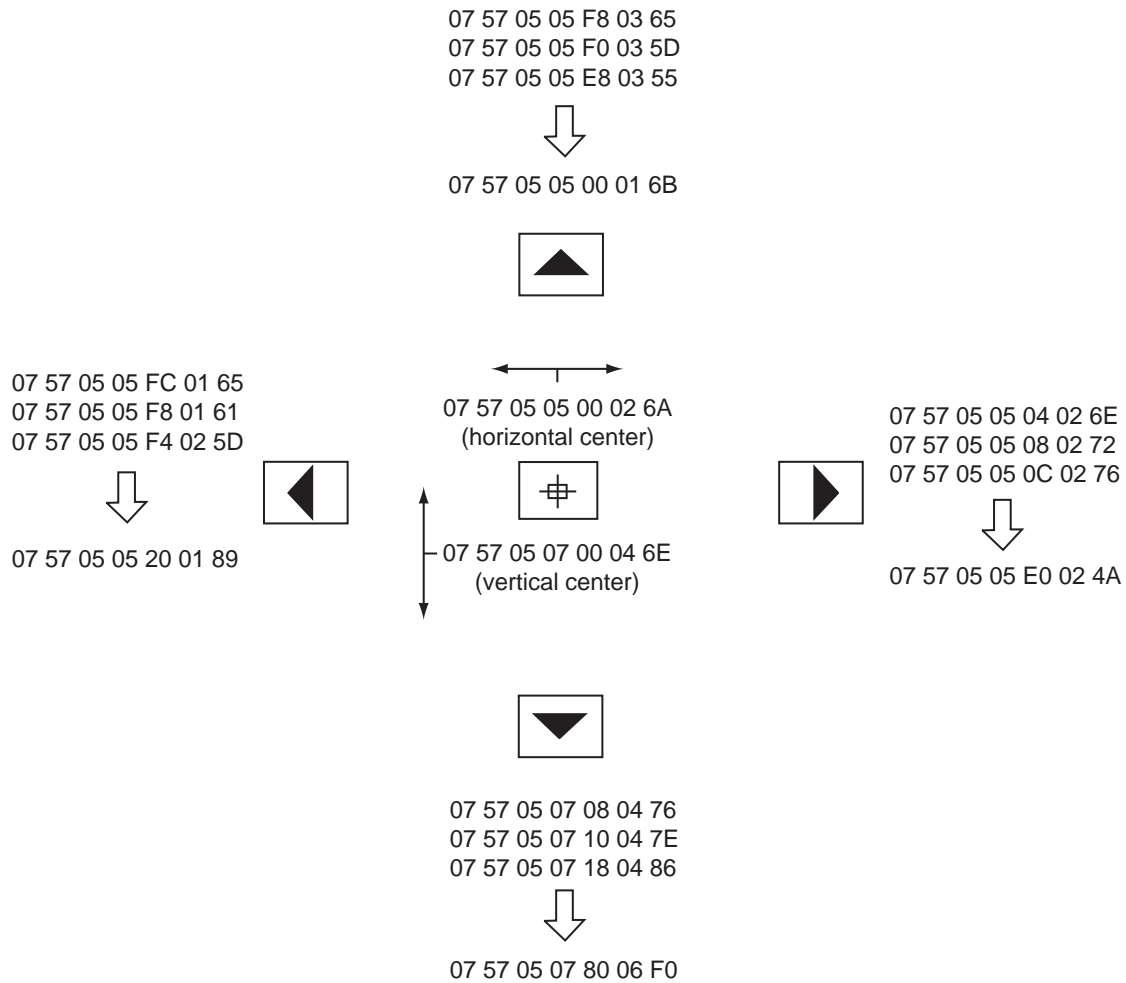 07 57 05 05 F8 03 65
07 57 05 05 F0 03 5D
07 57 05 05 E8 03 55
07 57 05 05 00 01 6B
07 57 05 05 FC 01 65
07 57 05 05 F8 01 61
07 57 05 05 F4 02 5D
07 57 05 05 20 01 89
07 57 05 05 00 02 6A
(horizontal center)
07 57 05 07 00 04 6E
(vertical center)
07 57 05 05 04 02 6E
07 57 05 05 08 02 72
07 57 05 05 0C 02 76
07 57 05 05 E0 02 4A
07 57 05 07 08 04 76
07 57 05 07 10 04 7E
07 57 05 07 18 04 86
07 57 05 07 80 06 F0